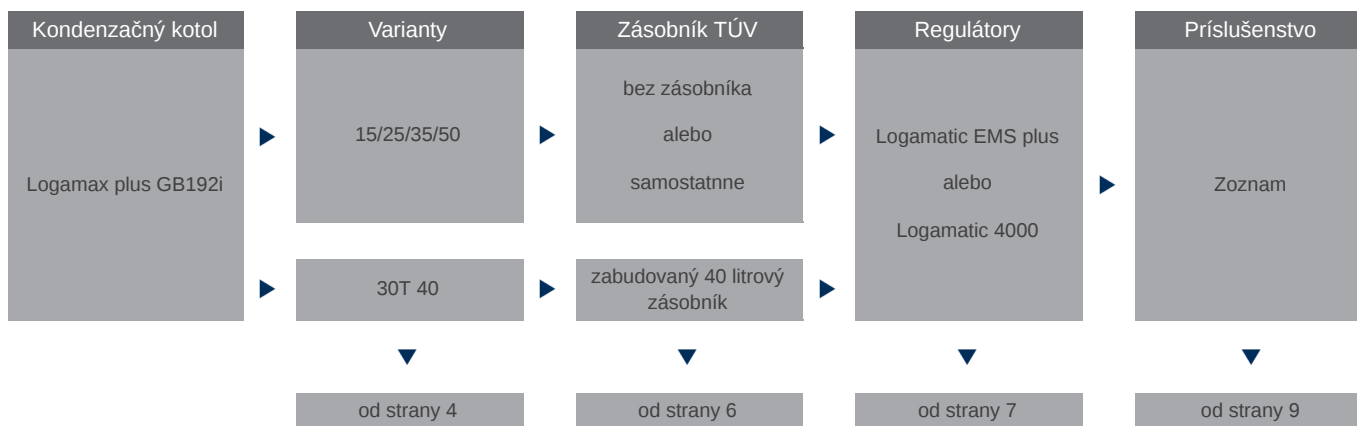 Kondenzačný kotol
Varianty
Zásobník TÚV
Regulátory
Príslušenstvo
Logamax plus GB192i
15/25/35/50
bez zásobníka
alebo
samostatnne
Logamatic EMS plus
alebo
Logamatic 4000
Zoznam
30T 40
zabudovaný 40 litrový
zásobník
od strany 4
od strany 6
od strany 7
od strany 9